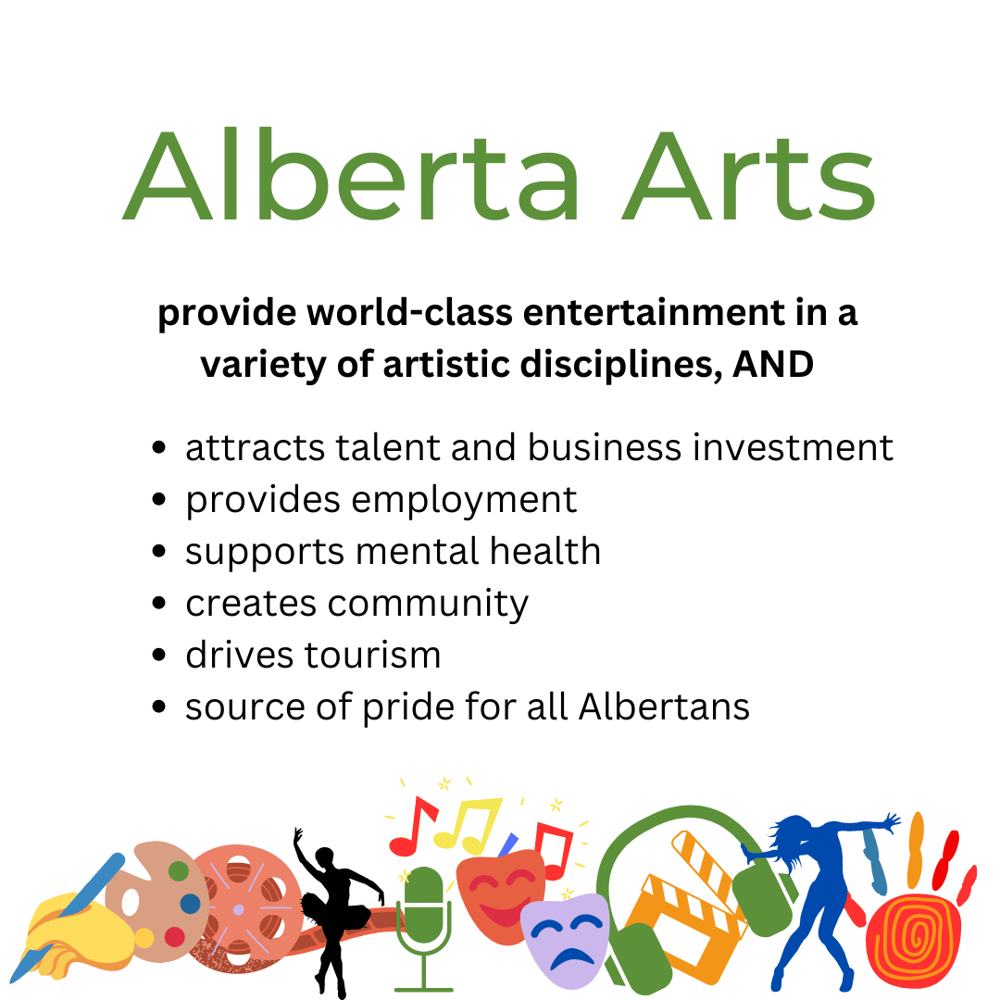 Alberta Arts
provide world-class entertainment in a
variety of artistic disciplines, AND
• attracts talent and business investment
• provides employment
• supports mental health
• creates community
• drives tourism
• source of pride for all Albertans